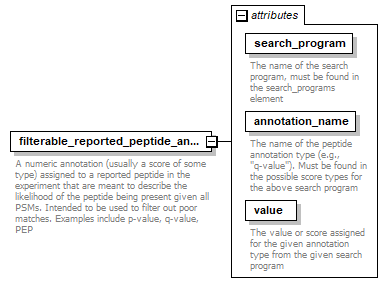 attributes
search_program
The name of the search
program, must be found in
the search_programs
element
annotation_name
The name of the peptide
annotation type (e.g.,
"q-value"). Must be found in
the possible score types for
the above search program
value
The value or score assigned
for the given annotation
type from the given search
program
filterable_reported_peptide_an...
A numeric annotation (usually a score of some
type) assigned to a reported peptide in the
experiment that are meant to describe the
likelihood of the peptide being present given all
PSMs. Intended to be used to filter out poor
matches. Examples include p-value, q-value,
PEP